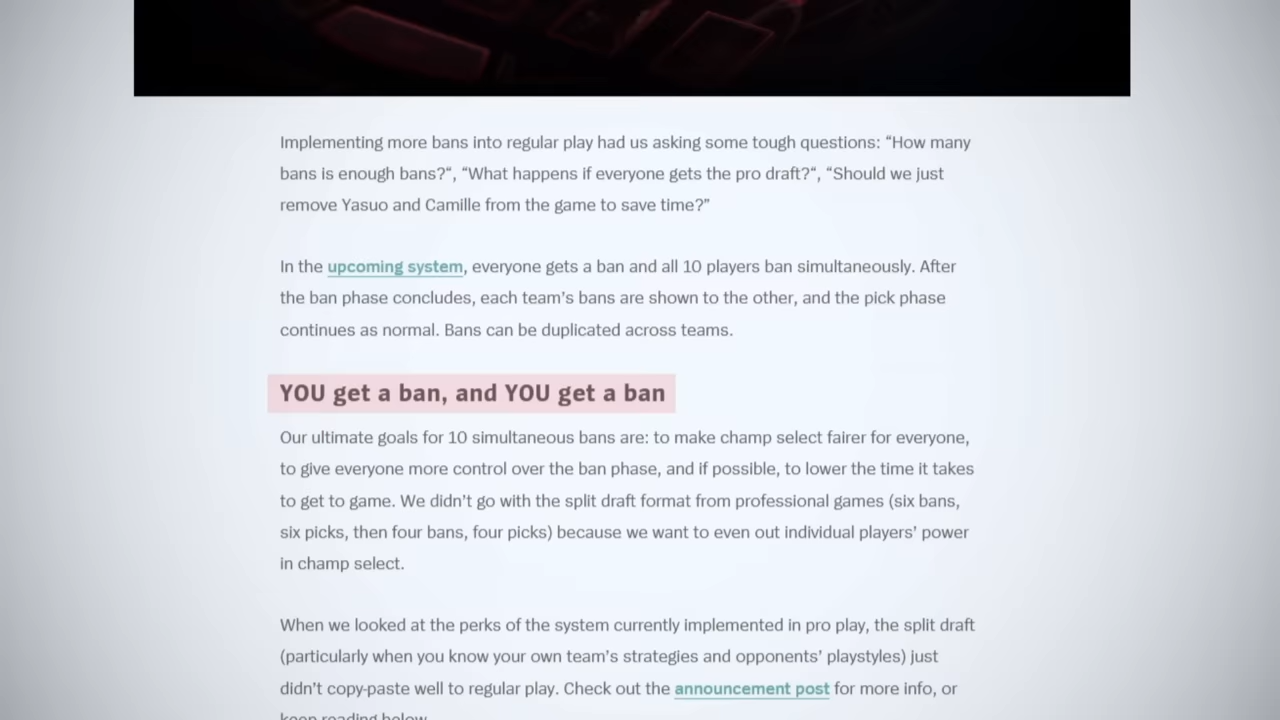 Implementing more bans into regular play had us asking some tough questions: “How many
bans is enough bans?“, “What happens if everyone gets the pro draft?“, “Should we just
remove Yasuo and Camille from the game to save time?”
In the upcoming system, everyone gets a ban and all 10 players ban simultaneously. After
the ban phase concludes, each team’s bans are shown to the other, and the pick phase
continues as normal. Bans can be duplicated across teams.
YOU get a ban, and YOU get a ban
Our ultimate goals for 10 simultaneous bans are: to make champ select fairer for everyone,
to give everyone more control over the ban phase, and if possible, to lower the time it takes
to get to game. We didn’t go with the split draft format from professional games (six bans,
six picks, then four bans, four picks) because we want to even out individual players’ power
in champ select.
When we looked at the perks of the system currently implemented in pro play, the split draft
(particularly when you know your own team’s strategies and opponents’ playstyles) just
didn’t copy-paste well to regular play. Check out the announcement post for more info, or
keep reading below